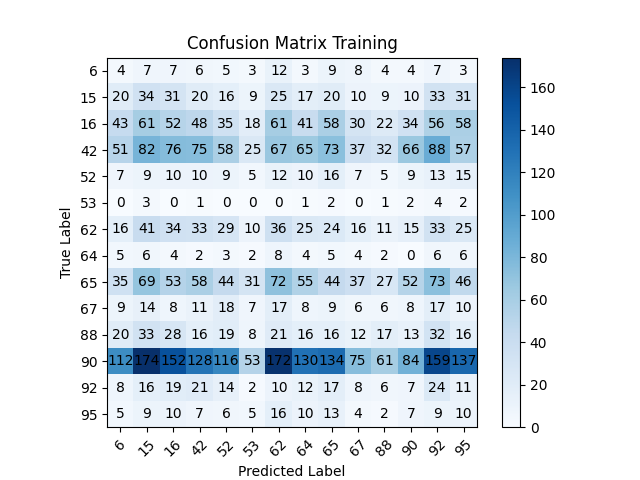 Confusion Matrix Training
6 4 7 7 6 5 3 12 3 9 8 4 4 7 3
15 20 34 31 20 16 9 25 17 20 10 9 10 33 31
16 43 61 52 48 35 18 61 41 58 30 22 34 56 58
42 51 82 76 75 58 25 67 65 73 37 32 66 88 57
52 7 9 10 10 9 5 12 10 16 7 5 9 13 15
53 0 3 0 1 0 0 0 1 2 0 1 2 4 2
62 16 41 34 33 29 10 36 25 24 16 11 15 33 25
64 5 6 4 2 3 2 8 4 5 4 2 0 6 6
65 35 69 53 58 44 31 72 55 44 37 27 52 73 46
67 9 14 8 11 18 7 17 8 9 6 6 8 17 10
88 20 33 28 16 19 8 21 16 16 12 17 13 32 16
90 112 174 152 128 116 53 172 130 134 75 61 84 159 137
92 8 16 19 21 14 2 10 12 17 8 6 7 24 11
95 5 9 10 7 6 5 16 10 13 4 2 7 9 10
6 15 16 42 52 53 62 64 65 67 88 90 92 95
Predicted Label
True Label
160
140
120
100
80
60
40
20
0